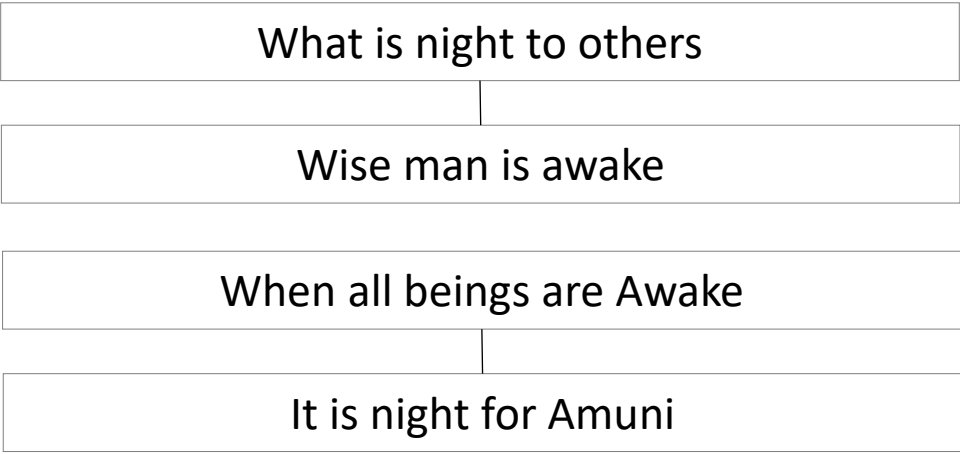 What is night to others
Wise man is awake
When all beings are Awake
It is night for Amuni